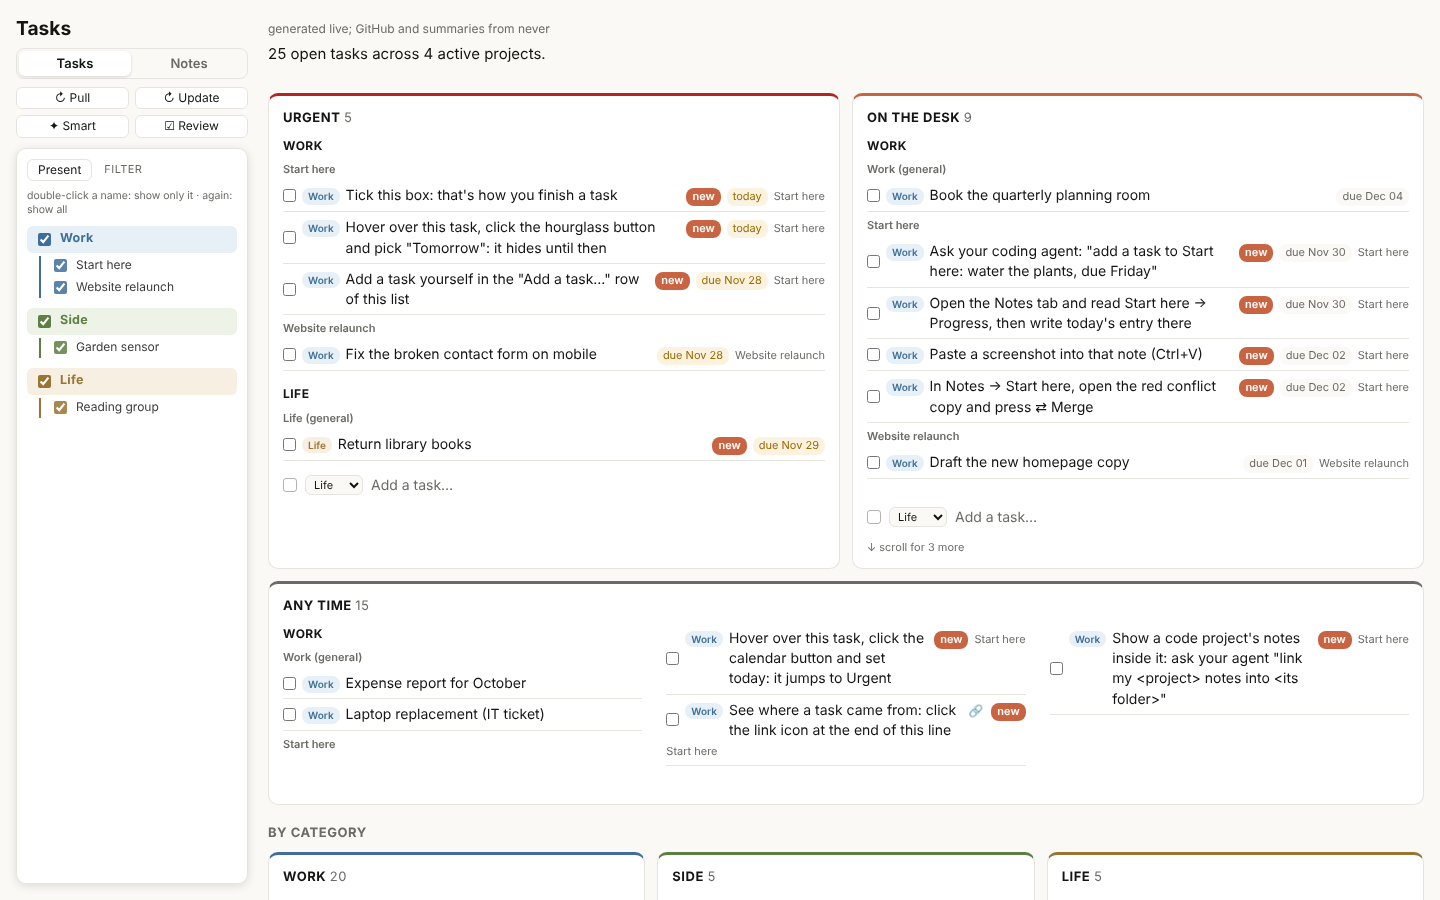 Tasks
Tasks Notes
↻ Pull ↻ Update
✦ Smart ☑ Review
Present FILTER
double-click a name: show only it · again:
show all
Work
Start here
Website relaunch
Side
Garden sensor
Life
Reading group
generated live; GitHub and summaries from never
25 open tasks across 4 active projects.
URGENT 5
WORK
Start here
Work Tick this box: that's how you finish a task new today Start here
Work Hover over this task, click the hourglass button new today Start here
and pick "Tomorrow": it hides until then
Work Add a task yourself in the "Add a task…" row new due Nov 28 Start here
of this list
Website relaunch
Work Fix the broken contact form on mobile due Nov 28 Website relaunch
LIFE
Life (general)
Life Return library books new due Nov 29
Life Add a task…
ON THE DESK 9
WORK
Work (general)
Work Book the quarterly planning room due Dec 04
Start here
Work Ask your coding agent: "add a task to Start new due Nov 30 Start here
here: water the plants, due Friday"
Work Open the Notes tab and read Start here → new due Nov 30 Start here
Progress, then write today's entry there
Work Paste a screenshot into that note (Ctrl+V) new due Dec 02 Start here
Work In Notes → Start here, open the red conflict new due Dec 02 Start here
copy and press ⇄ Merge
Website relaunch
Work Draft the new homepage copy due Dec 01 Website relaunch
Life Add a task…
↓ scroll for 3 more
ANY TIME 15
WORK
Work (general)
Work Expense report for October
Work Laptop replacement (IT ticket)
Start here
Work Hover over this task, click the new Start here
calendar button and set
today: it jumps to Urgent
Work See where a task came from: click 🔗 new
the link icon at the end of this line
Start here
Work Show a code project's notes new Start here
inside it: ask your agent "link
my <project> notes into <its
folder>"
BY CATEGORY
WORK 20
SIDE 5
LIFE 5